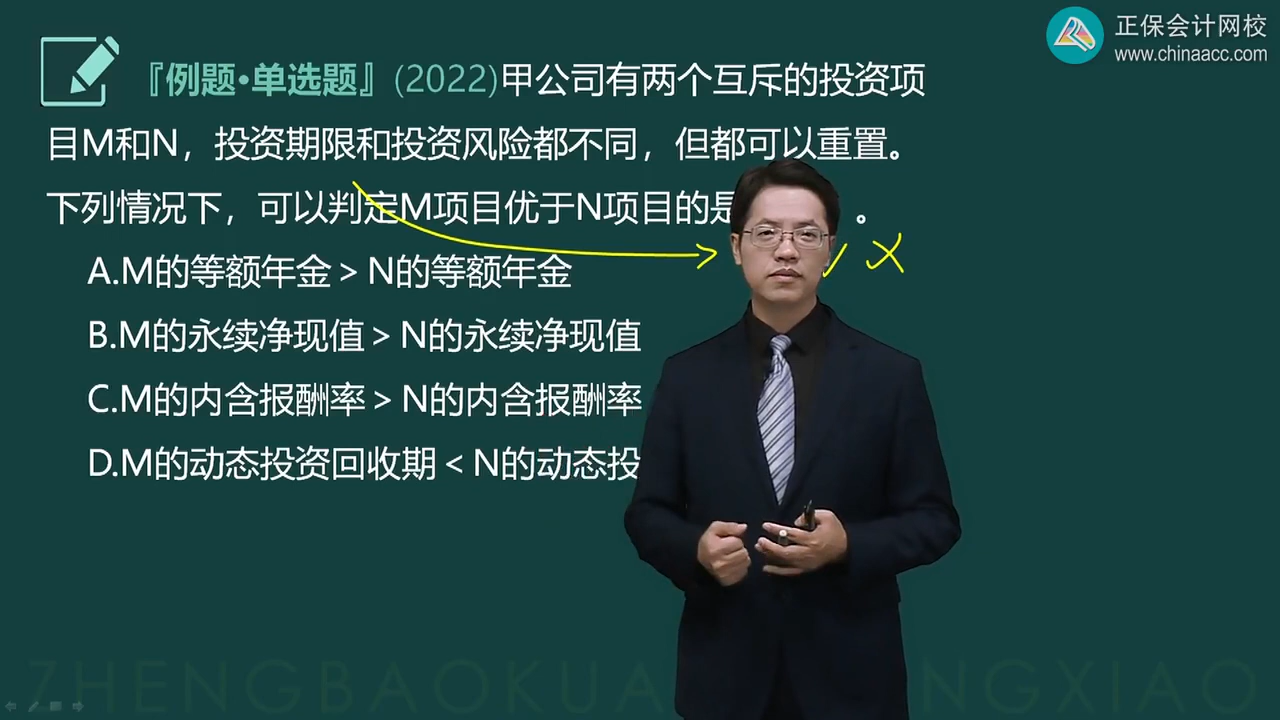 正保会计网校
www.chinaacc.com
『例题•单选题』(2022)甲公司有两个互斥的投资项
目M和N，投资期限和投资风险都不同，但都可以重置。
下列情况下，可以判定M项目优于N项目的是 。
A.M的等额年金＞N的等额年金
B.M的永续净现值＞N的永续净现值
C.M的内含报酬率＞N的内含报酬率
D.M的动态投资回收期＜N的动态投